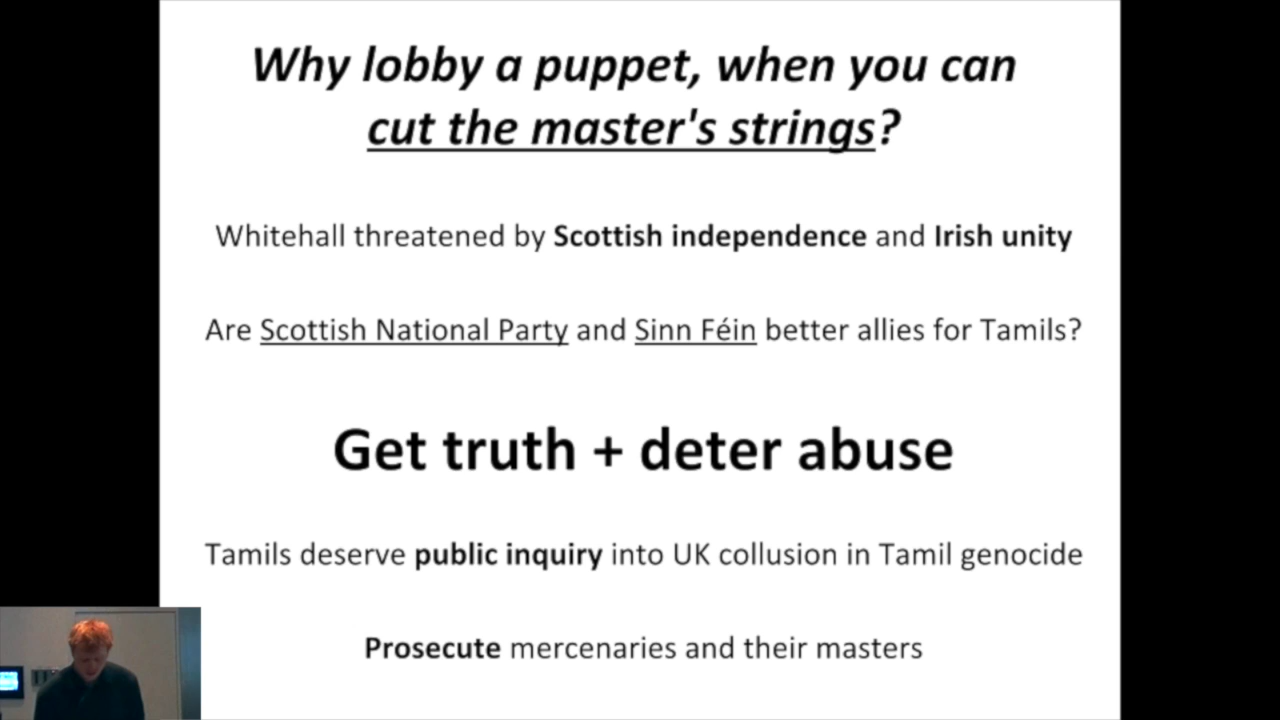 Why lobby a puppet, when you can
cut the master's strings?
Whitehall threatened by Scottish independence and Irish unity
Are Scottish National Party and Sinn Féin better allies for Tamils?
Get truth + deter abuse
Tamils deserve public inquiry into UK collusion in Tamil genocide
Prosecute mercenaries and their masters